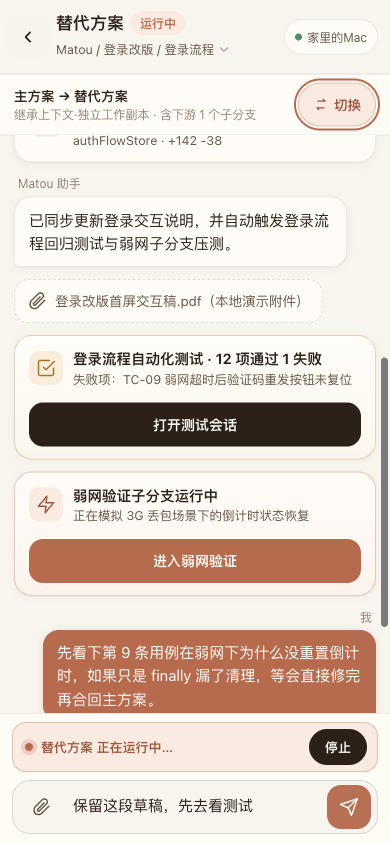 替代方案 运行中
Matou / 登录改版 / 登录流程
家里的Mac
主方案 → 替代方案
继承上下文·独立工作副本 · 含下游 1 个子分支
切换
authFlowStore · +142 -38
Matou 助手
已同步更新登录交互说明，并自动触发登录流
程回归测试与弱网子分支压测。
登录改版首屏交互稿.pdf（本地演示附件）
登录流程自动化测试 · 12 项通过 1 失败
失败项：TC-09 弱网超时后验证码重发按钮未复位
打开测试会话
弱网验证子分支运行中
正在模拟 3G 丢包场景下的倒计时状态恢复
进入弱网验证
我
先看下第 9 条用例在弱网下为什么没重置倒计
时，如果只是 finally 漏了清理，等会直接修完
再合回主方案。
替代方案 正在运行中...
停止
保留这段草稿，先去看测试